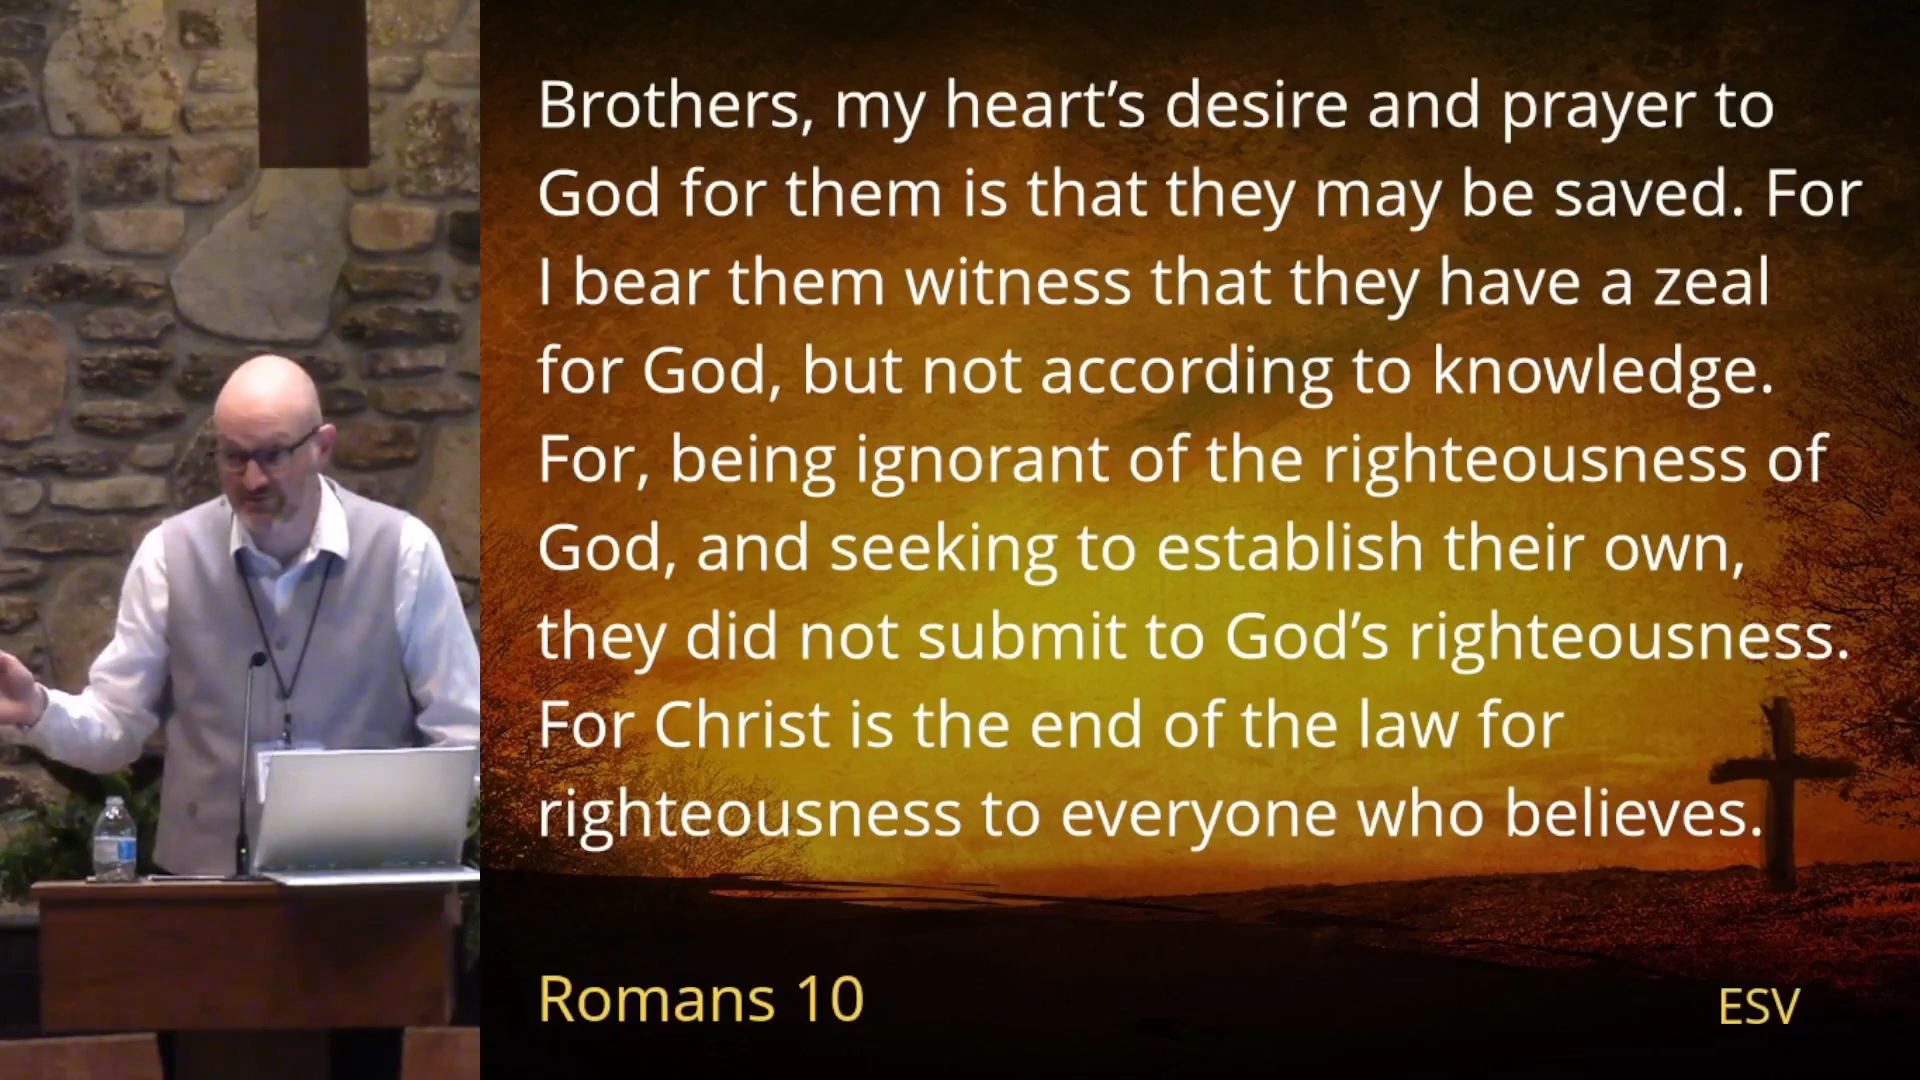 Brothers, my heart’s desire and prayer to
God for them is that they may be saved. For
I bear them witness that they have a zeal
for God, but not according to knowledge.
For, being ignorant of the righteousness of
God, and seeking to establish their own,
they did not submit to God’s righteousness.
For Christ is the end of the law for
righteousness to everyone who believes.
Romans 10
ESV